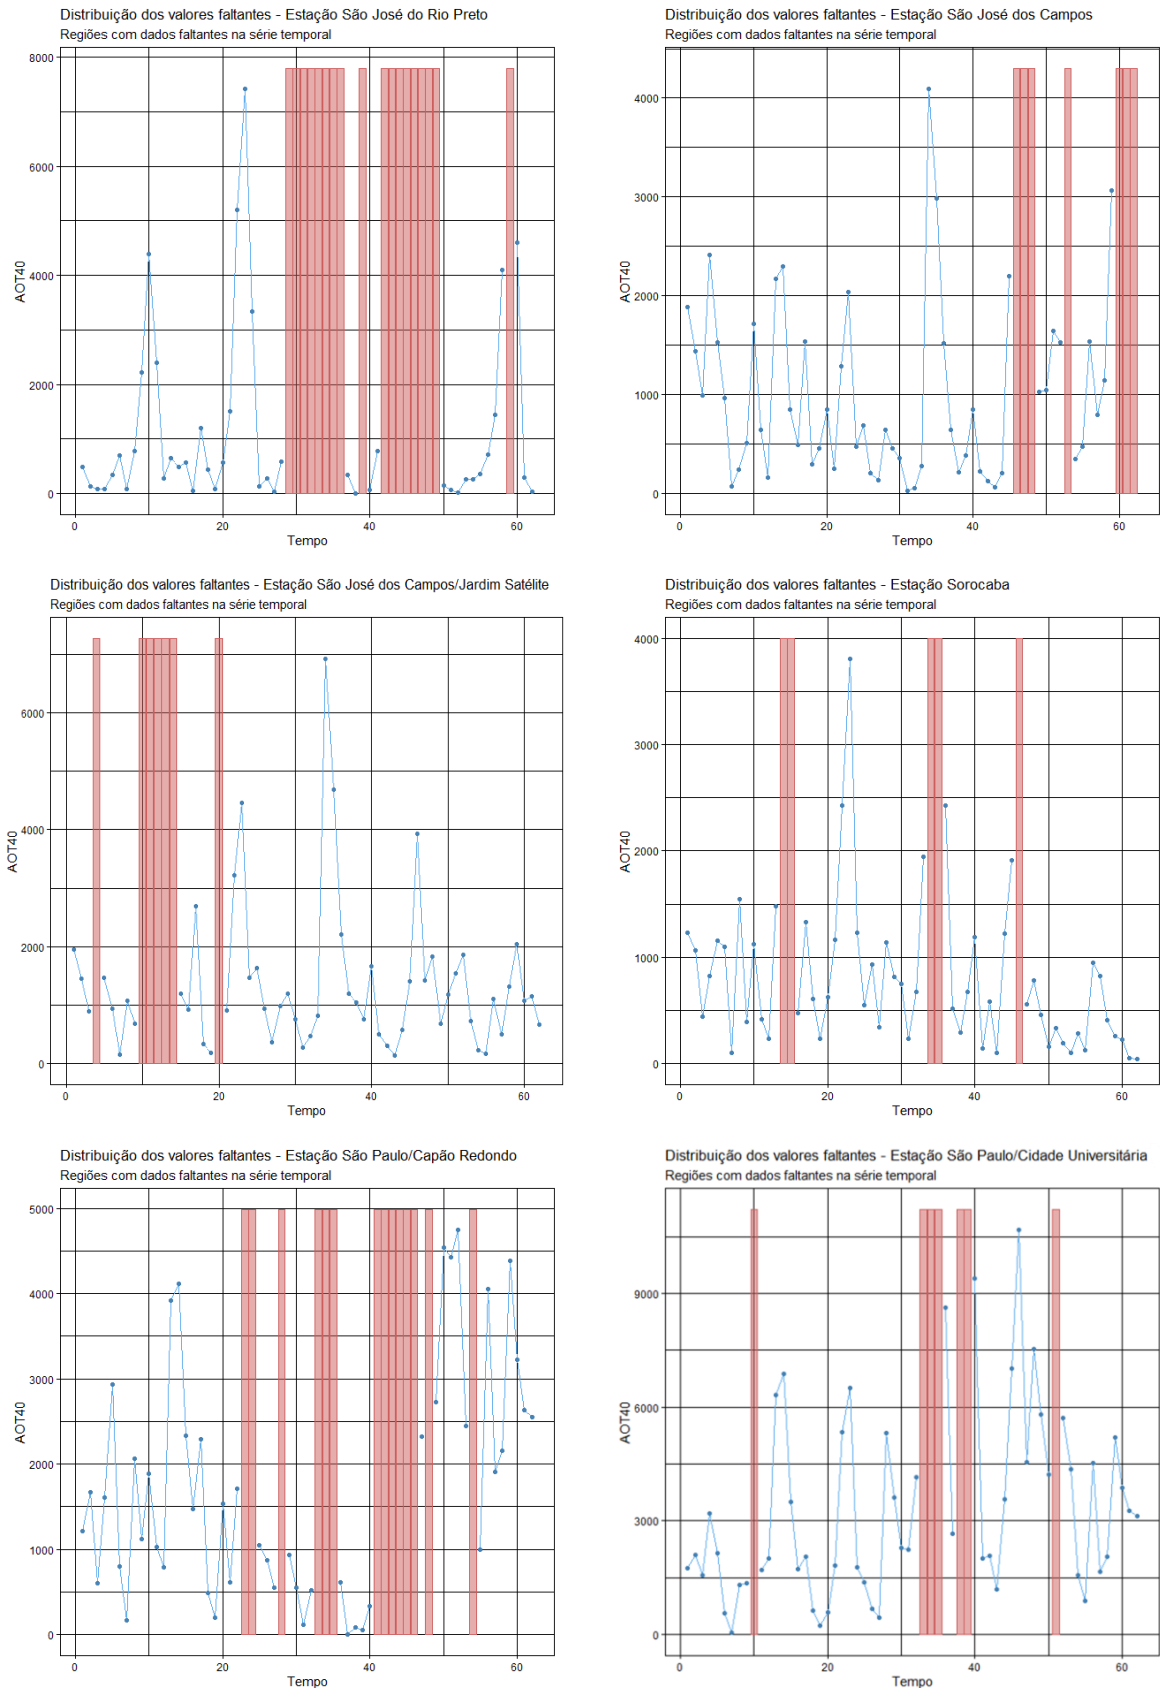 Distribuição dos valores faltantes - Estação São José do Rio Preto
Regiões com dados faltantes na série temporal
8000
6000
4000
2000
0
AOT40
0 20 40 60
Tempo
Distribuição dos valores faltantes - Estação São José dos Campos
Regiões com dados faltantes na série temporal
4000
3000
2000
1000
0
AOT40
0 20 40 60
Tempo
Distribuição dos valores faltantes - Estação São José dos Campos/Jardim Satélite
Regiões com dados faltantes na série temporal
6000
4000
2000
0
AOT40
0 20 40 60
Tempo
Distribuição dos valores faltantes - Estação Sorocaba
Regiões com dados faltantes na série temporal
4000
3000
2000
1000
0
AOT40
0 20 40 60
Tempo
Distribuição dos valores faltantes - Estação São Paulo/Capão Redondo
Regiões com dados faltantes na série temporal
5000
4000
3000
2000
1000
0
AOT40
0 20 40 60
Tempo
Distribuição dos valores faltantes - Estação São Paulo/Cidade Universitária
Regiões com dados faltantes na série temporal
9000
6000
3000
0
AOT40
0 20 40 60
Tempo